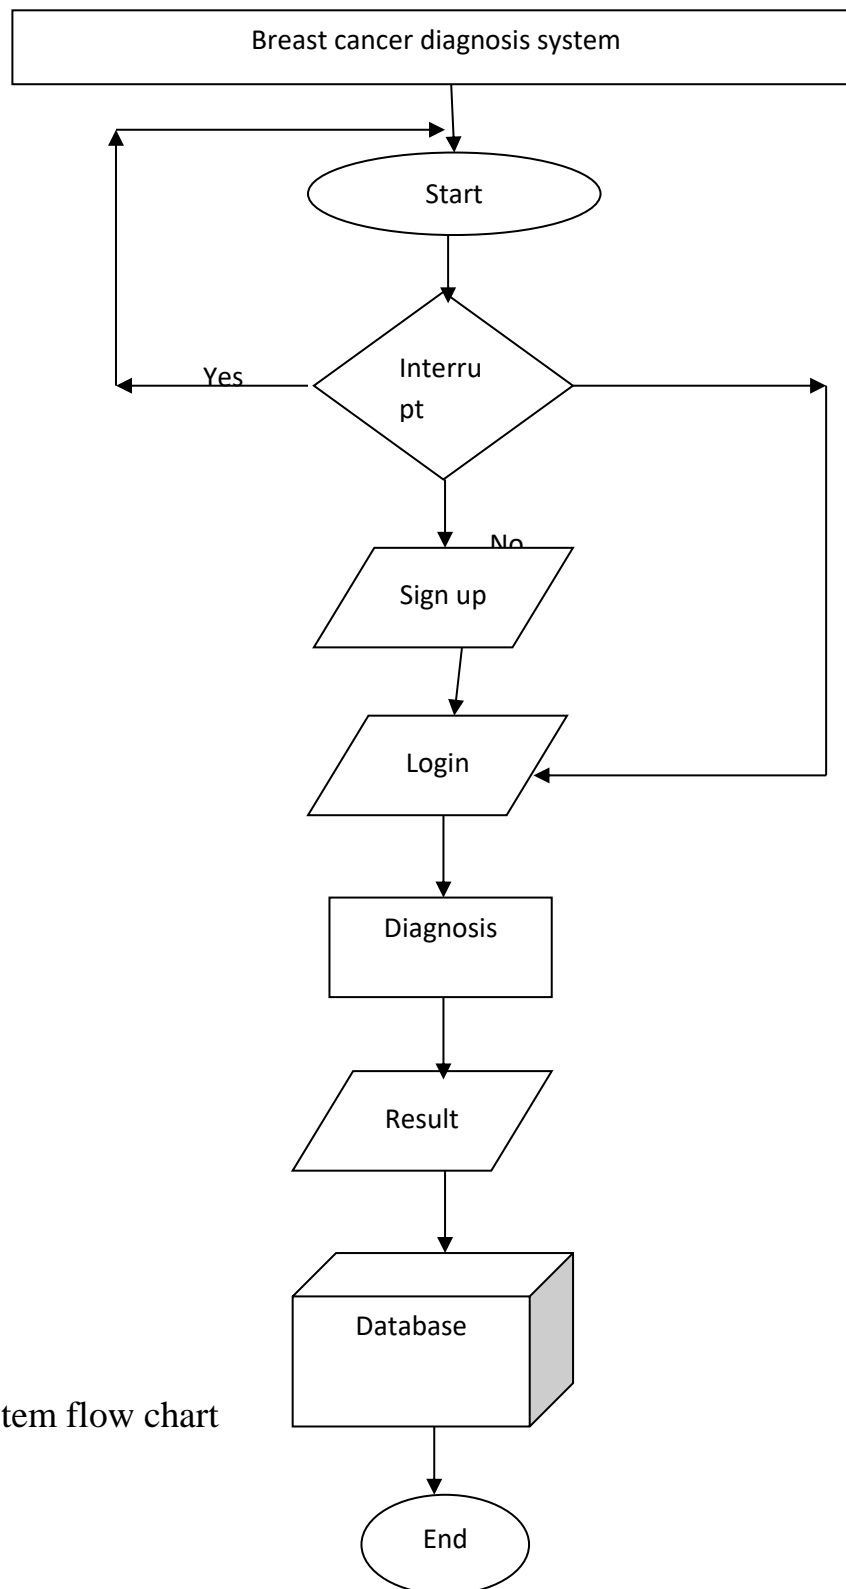 Breast cancer diagnosis system
Start
Yes
Interru
pt
No
Sign up
Login
Diagnosis
Result
Database
tem flow chart
End